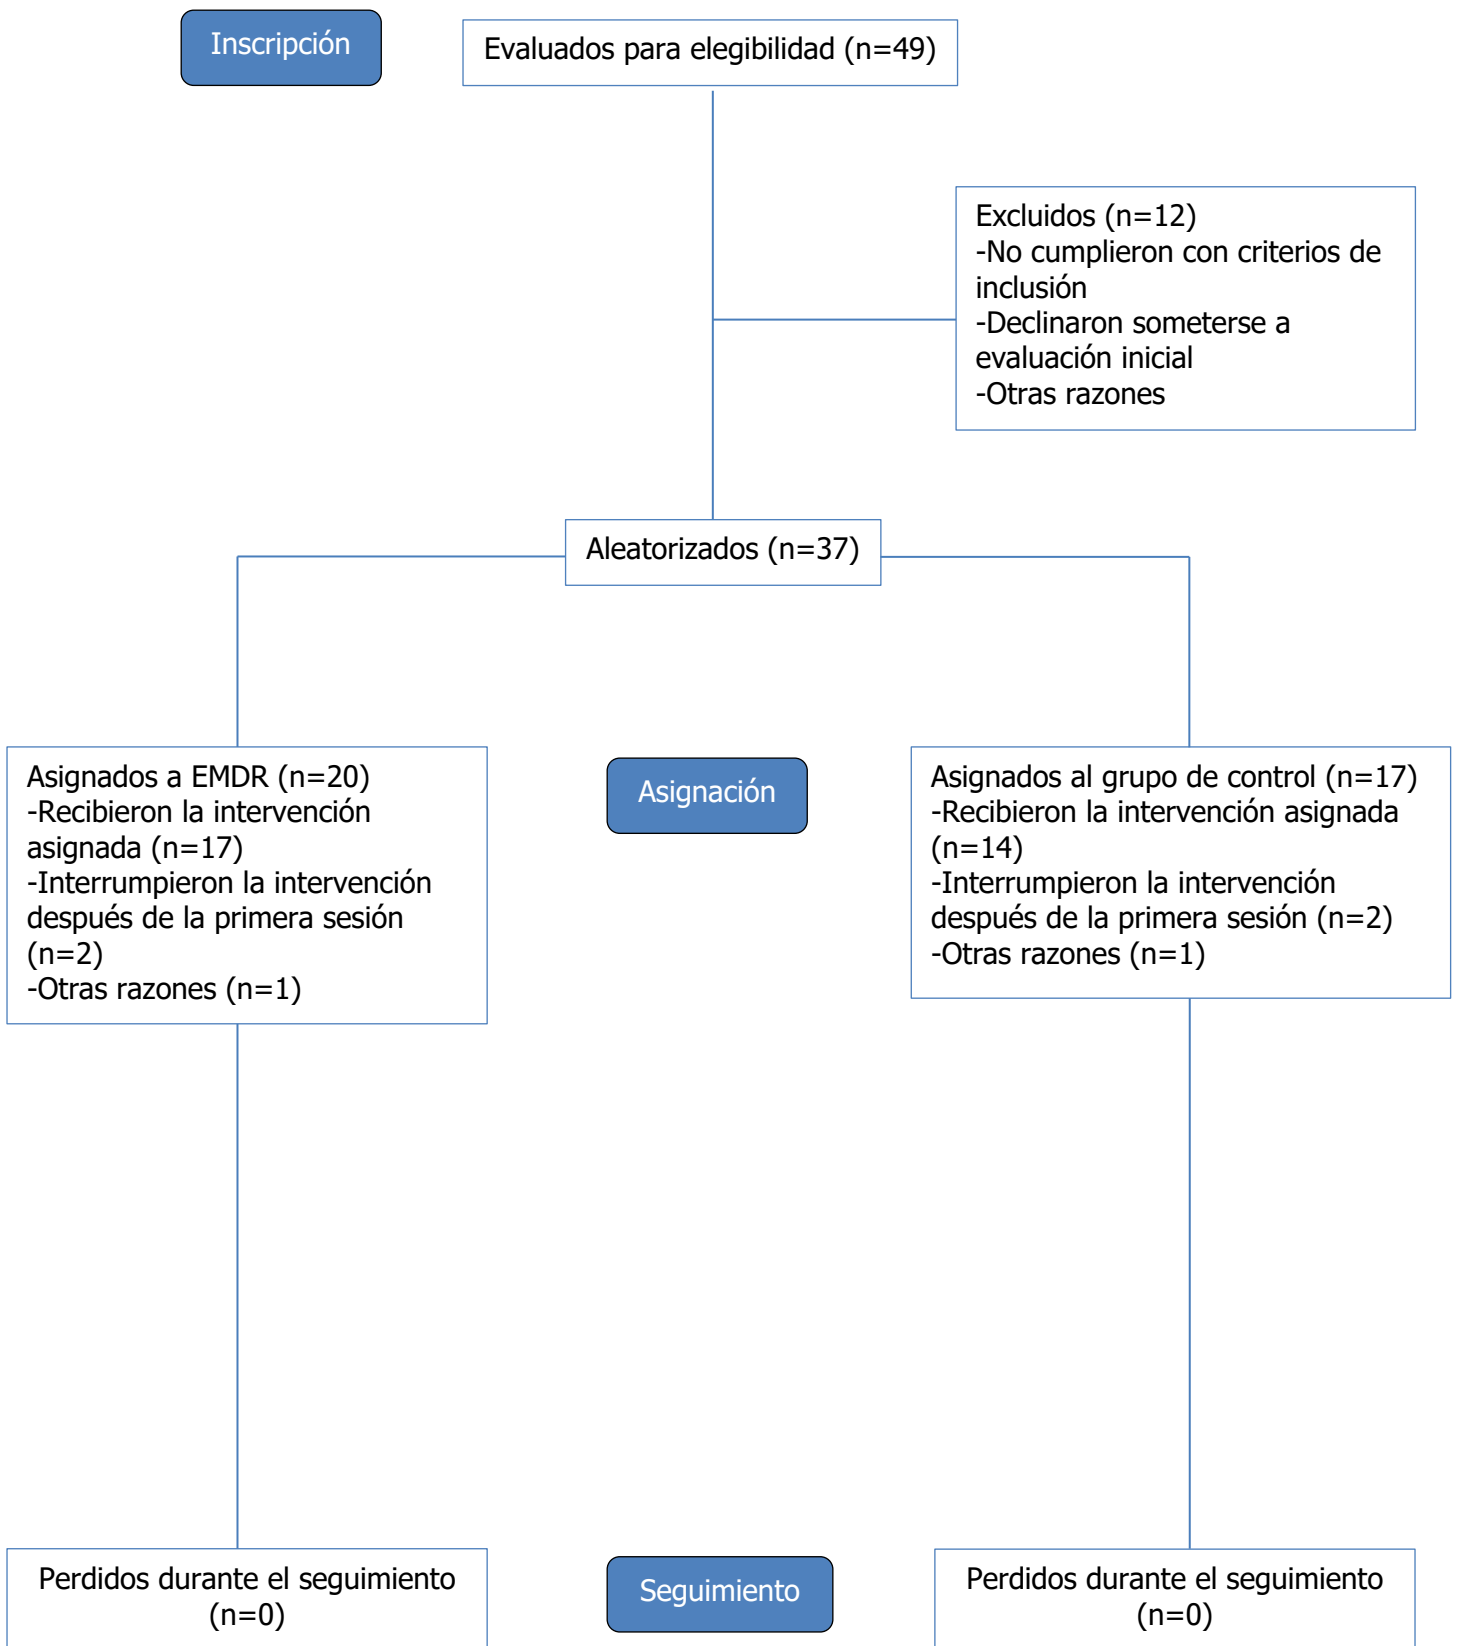 Inscripción
Evaluados para elegibilidad (n=49)
Excluidos (n=12)
-No cumplieron con criterios de
inclusión
-Declinaron someterse a
evaluación inicial
-Otras razones
Aleatorizados (n=37)
Asignados a EMDR (n=20)
-Recibieron la intervención
asignada (n=17)
-Interrumpieron la intervención
después de la primera sesión
(n=2)
-Otras razones (n=1)
Asignación
Asignados al grupo de control (n=17)
-Recibieron la intervención asignada
(n=14)
-Interrumpieron la intervención
después de la primera sesión (n=2)
-Otras razones (n=1)
Perdidos durante el seguimiento
(n=0)
Seguimiento
Perdidos durante el seguimiento
(n=0)